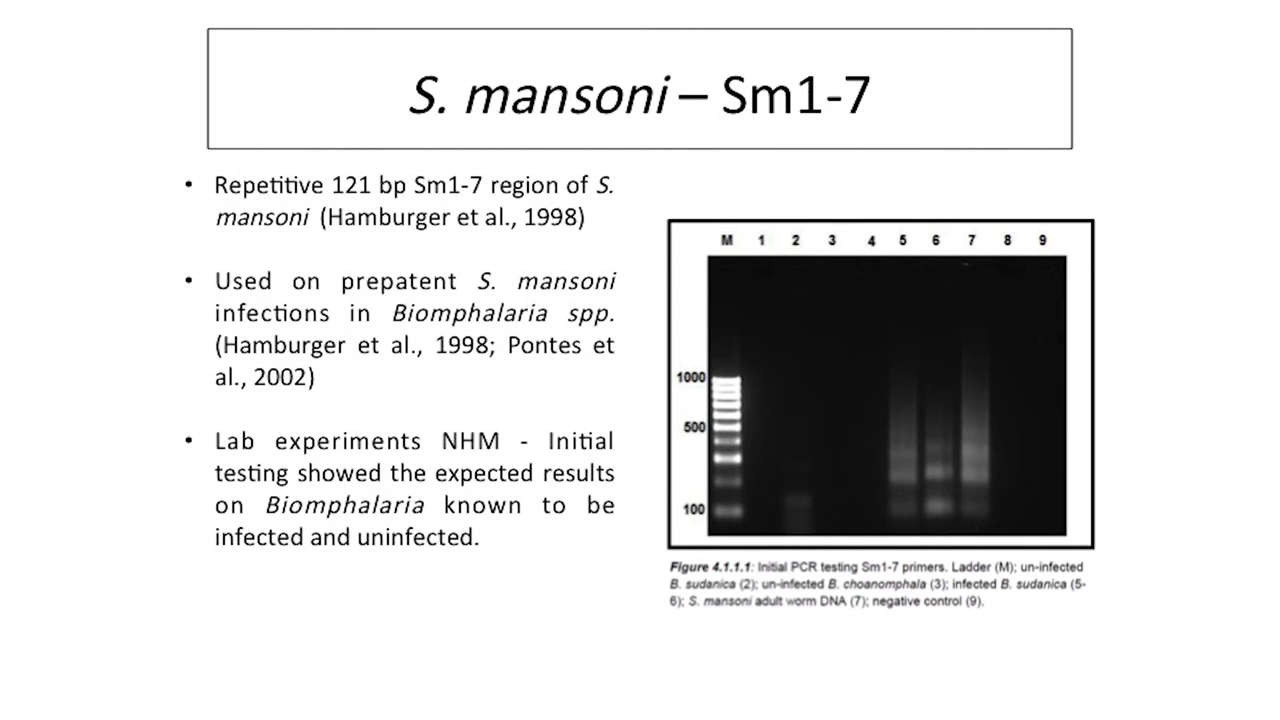 S. mansoni – Sm1-7
• Repetitive 121 bp Sm1-7 region of S.
mansoni (Hamburger et al., 1998)
• Used on prepatent S. mansoni
infections in Biomphalaria spp.
(Hamburger et al., 1998; Pontes et
al., 2002)
• Lab experiments NHM - Initial
testing showed the expected results
on Biomphalaria known to be
infected and uninfected.
M 1 2 3 4 5 6 7 8 9
1000
500
100
Figure 4.1.1.1: Initial PCR testing Sm1-7 primers. Ladder (M); un-infected
B. sudanica (2); un-infected B. choanomphala (3); infected B. sudanica (5-
6); S. mansoni adult worm DNA (7); negative control (9).